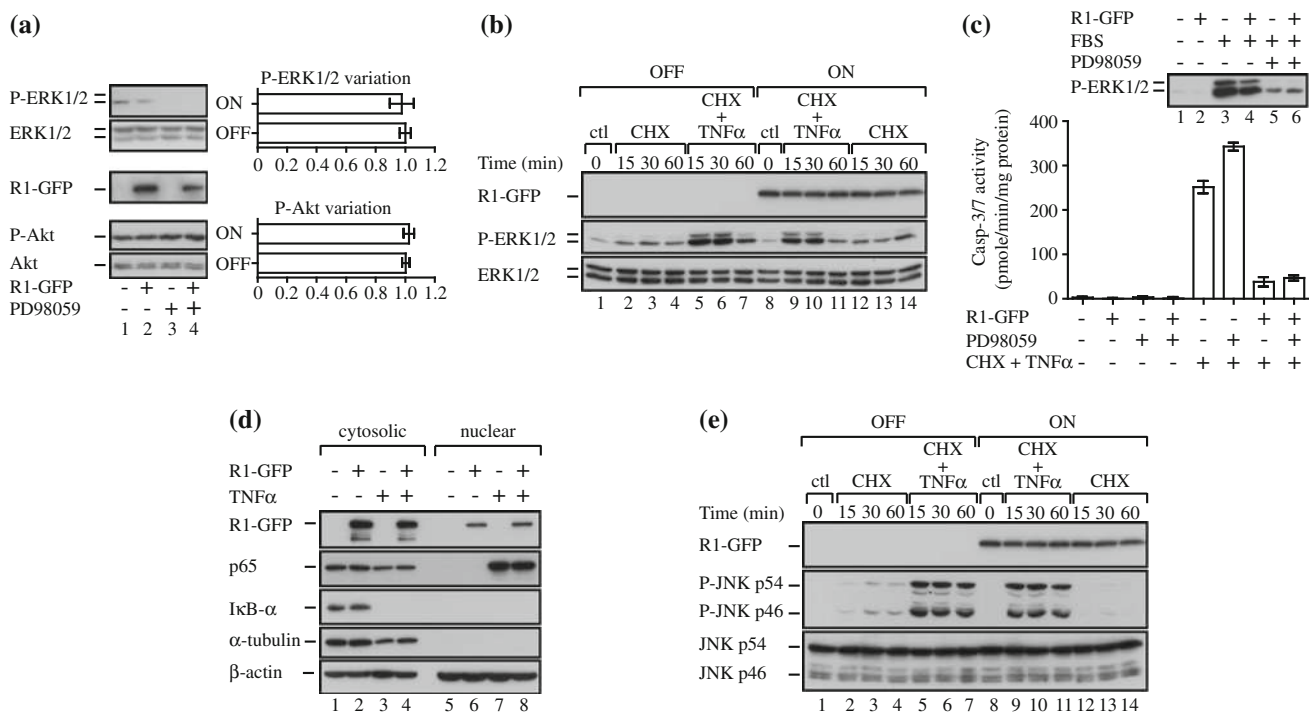 (a)
P-ERK1/2
ERK1/2
R1-GFP
P-Akt
Akt
R1-GFP - + - +
PD98059 - - + +
1 2 3 4
P-ERK1/2 variation
ON
OFF
0 0.2 0.4 0.6 0.8 1.0 1.2
P-Akt variation
ON
OFF
0 0.2 0.4 0.6 0.8 1.0 1.2
(b)
OFF ON
CHX + TNFα CHX + TNFα
ctl CHX ctl CHX
Time (min) 0 15 30 60 15 30 60 0 15 30 60 15 30 60
R1-GFP
P-ERK1/2
ERK1/2
1 2 3 4 5 6 7 8 9 10 11 12 13 14
(c)
R1-GFP - + - + - +
FBS - - + + + +
PD98059 - - - - + +
P-ERK1/2
1 2 3 4 5 6
Casp-3/7 activity
(pmole/min/mg protein)
400
300
200
100
0
R1-GFP - + - + - - + +
PD98059 - - + + - + - +
CHX + TNFα - - - - + + + +
(d)
cytosolic nuclear
R1-GFP - + - + - + - +
TNFα - - + + - - + +
R1-GFP
p65
IκB-α
α-tubulin
β-actin
1 2 3 4 5 6 7 8
(e)
OFF ON
CHX + TNFα CHX + TNFα
ctl CHX ctl CHX
Time (min) 0 15 30 60 15 30 60 0 15 30 60 15 30 60
R1-GFP
P-JNK p54
P-JNK p46
JNK p54
JNK p46
1 2 3 4 5 6 7 8 9 10 11 12 13 14